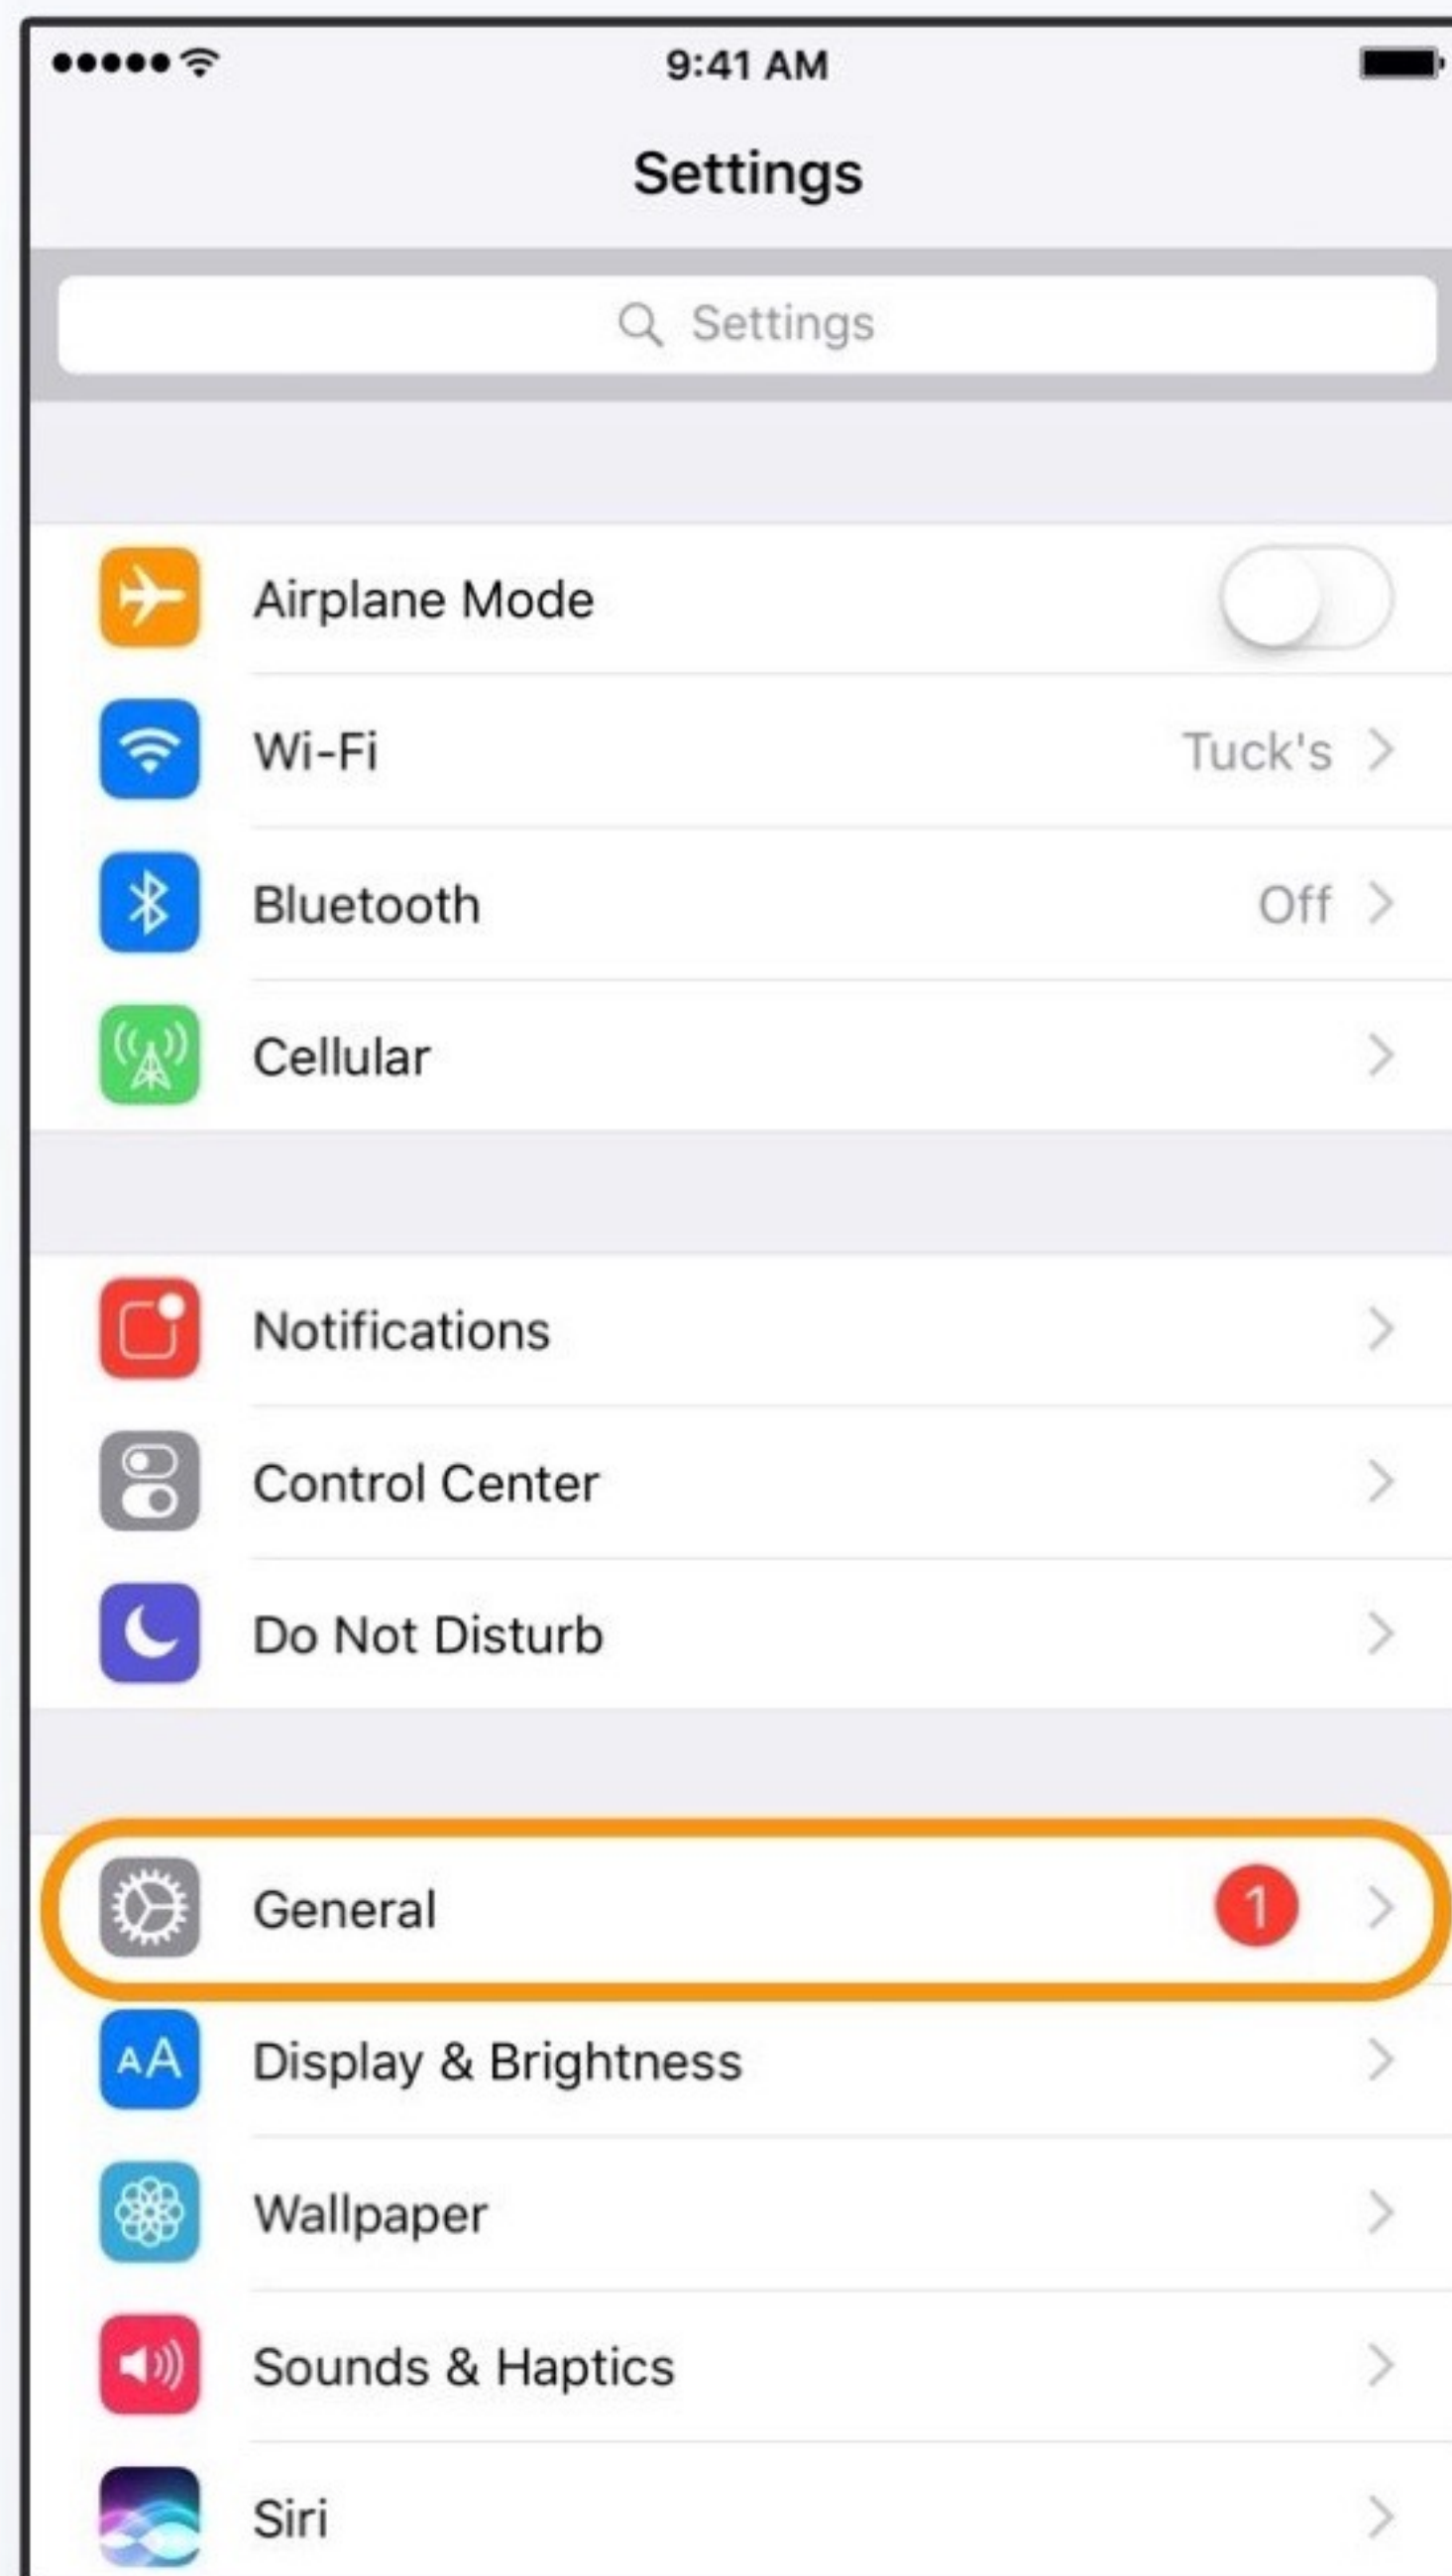 9:41 AM
Settings
Settings
Airplane Mode
Wi-Fi Tuck's
Bluetooth Off
Cellular
Notifications
Control Center
Do Not Disturb
General 1
AA Display & Brightness
Wallpaper
Sounds & Haptics
Siri